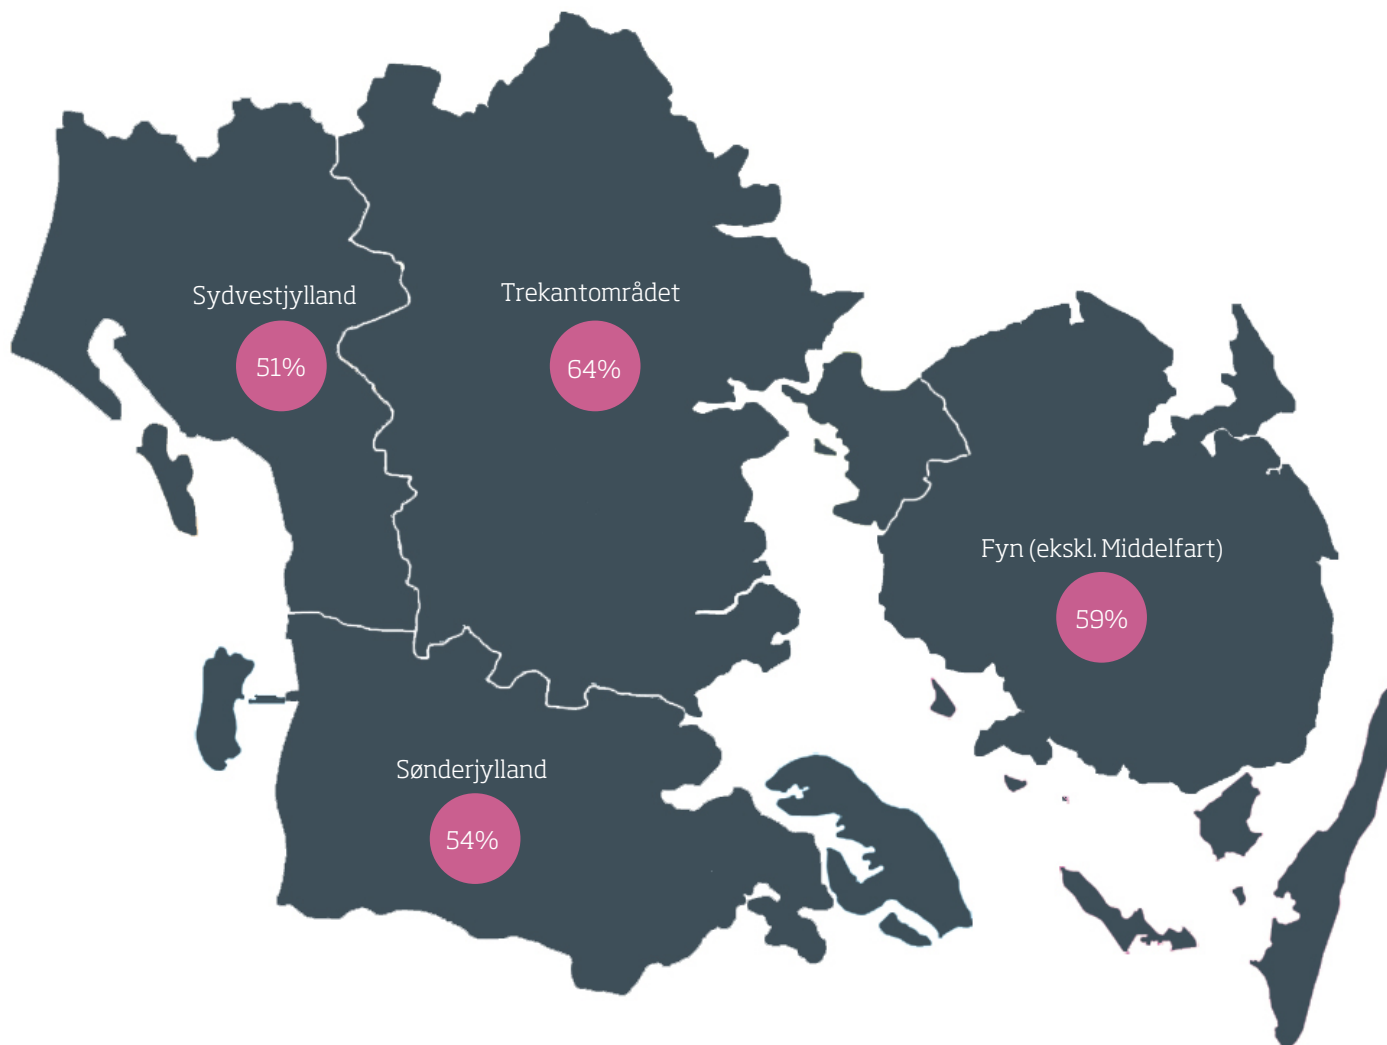 Sydvestjylland
51%
Trekantområdet
64%
Fyn (ekskl. Middelfart)
59%
Sønderjylland
54%